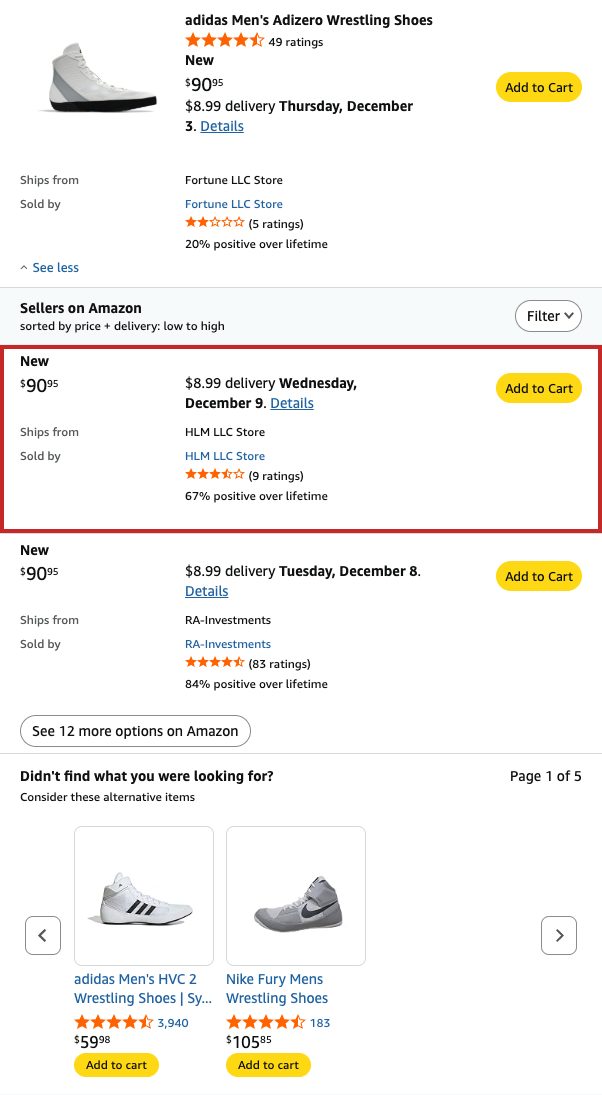 adidas Men's Adizero Wrestling Shoes
49 ratings
New
$90 95
$8.99 delivery Thursday, December
3. Details
Add to Cart
Ships from Fortune LLC Store
Sold by Fortune LLC Store
(5 ratings)
20% positive over lifetime
See less
Sellers on Amazon
sorted by price + delivery: low to high
Filter
New
$90 95
$8.99 delivery Wednesday,
December 9. Details
Add to Cart
Ships from HLM LLC Store
Sold by HLM LLC Store
(9 ratings)
67% positive over lifetime
New
$90 95
$8.99 delivery Tuesday, December 8.
Details
Add to Cart
Ships from RA-Investments
Sold by RA-Investments
(83 ratings)
84% positive over lifetime
See 12 more options on Amazon
Didn't find what you were looking for? Page 1 of 5
Consider these alternative items
adidas Men's HVC 2
Wrestling Shoes | Sy...
3,940
$59 98
Add to cart
Nike Fury Mens
Wrestling Shoes
183
$105 85
Add to cart